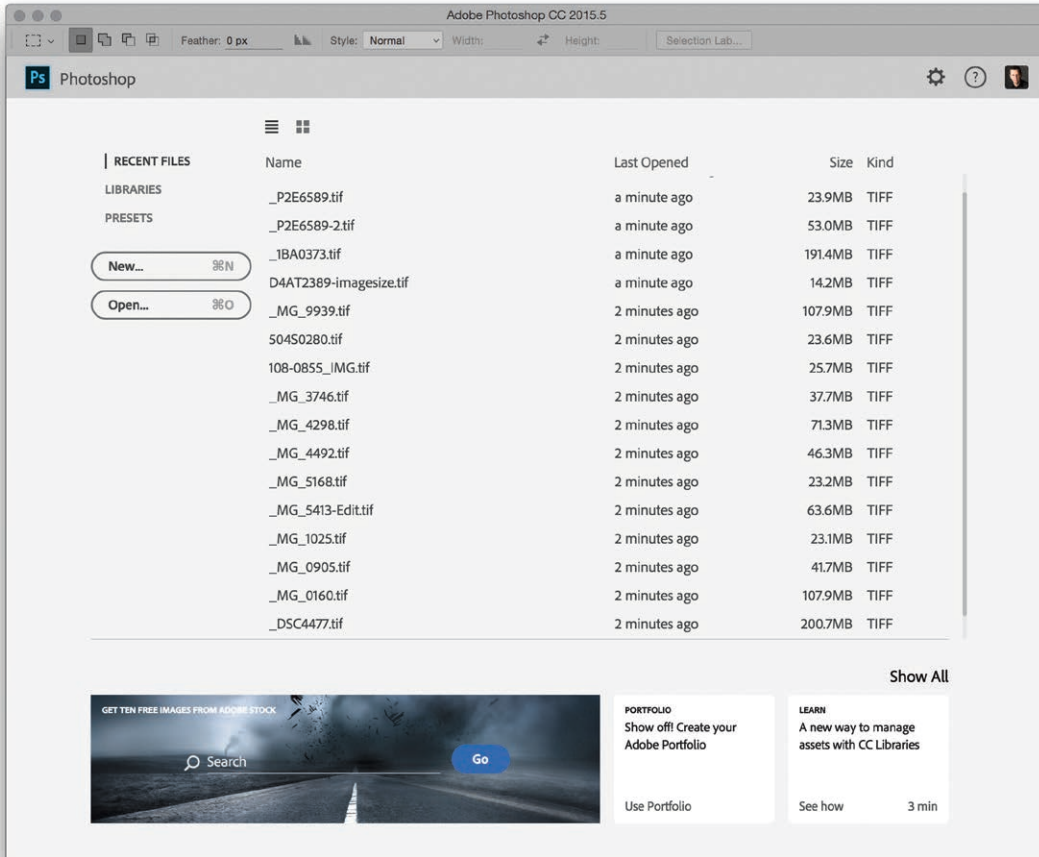 Adobe Photoshop CC 2015.5
Feather: 0 px Style: Normal Width: Height: Selection Lab...
Ps Photoshop ?
RECENT FILES
LIBRARIES
PRESETS
New... ⌘N
Open... ⌘O
Name Last Opened Size Kind
_P2E6589.tif a minute ago 23.9MB TIFF
_P2E6589-2.tif a minute ago 53.0MB TIFF
_1BA0373.tif a minute ago 191.4MB TIFF
D4AT2389-imagesize.tif a minute ago 14.2MB TIFF
_MG_9939.tif 2 minutes ago 107.9MB TIFF
504S0280.tif 2 minutes ago 23.6MB TIFF
108-0855_IMG.tif 2 minutes ago 25.7MB TIFF
_MG_3746.tif 2 minutes ago 37.7MB TIFF
_MG_4298.tif 2 minutes ago 71.3MB TIFF
_MG_4492.tif 2 minutes ago 46.3MB TIFF
_MG_5168.tif 2 minutes ago 23.2MB TIFF
_MG_5413-Edit.tif 2 minutes ago 63.6MB TIFF
_MG_1025.tif 2 minutes ago 23.1MB TIFF
_MG_0905.tif 2 minutes ago 41.7MB TIFF
_MG_0160.tif 2 minutes ago 107.9MB TIFF
_DSC4477.tif 2 minutes ago 200.7MB TIFF
Show All
GET TEN FREE IMAGES FROM ADOBE STOCK
Search Go
PORTFOLIO
Show off! Create your
Adobe Portfolio
Use Portfolio
LEARN
A new way to manage
assets with CC Libraries
See how 3 min